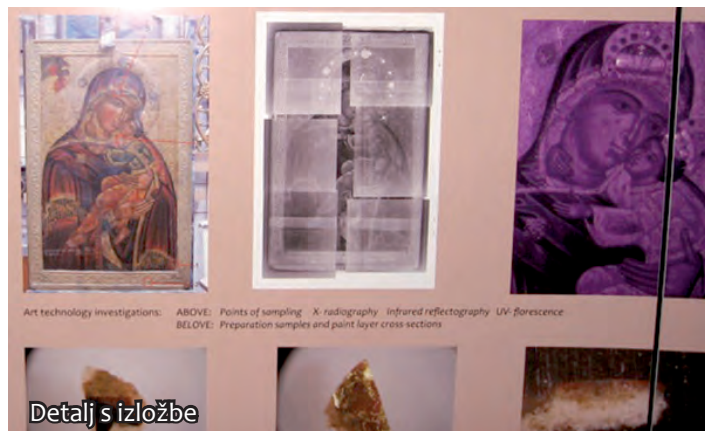 Art technology investigations: ABOVE: Points of sampling X- radiography Infrared reflectography UV- florescence
BELOVE: Preparation samples and paint layer cross-sections
Detalj s izložbe